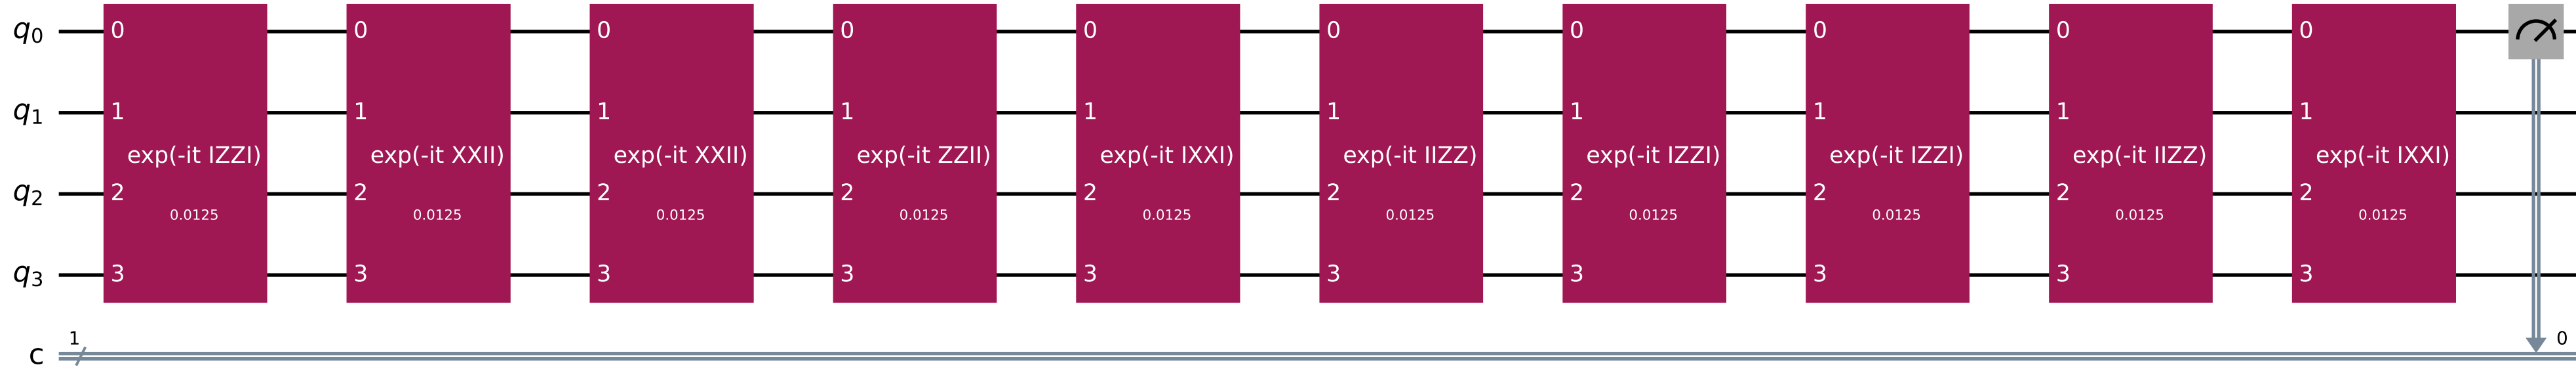 q0 0 0 0 0 0 0 0 0 0 0
q1 1 1 1 1 1 1 1 1 1 1
exp(-it IZZI) exp(-it XXII) exp(-it XXII) exp(-it ZZII) exp(-it IXXI) exp(-it IIZZ) exp(-it IZZI) exp(-it IZZI) exp(-it IIZZ) exp(-it IXXI)
q2 2 2 2 2 2 2 2 2 2 2
0.0125 0.0125 0.0125 0.0125 0.0125 0.0125 0.0125 0.0125 0.0125 0.0125
q3 3 3 3 3 3 3 3 3 3 3
1 0
c